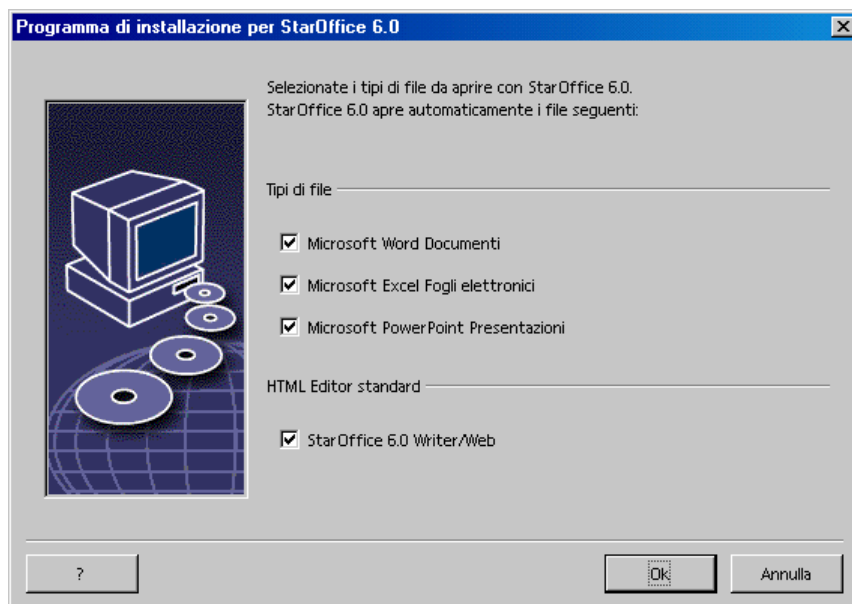 Programma di installazione per StarOffice 6.0
Selezionate i tipi di file da aprire con StarOffice 6.0.
StarOffice 6.0 apre automaticamente i file seguenti:
Tipi di file
Microsoft Word Documenti
Microsoft Excel Fogli elettronici
Microsoft PowerPoint Presentazioni
HTML Editor standard
StarOffice 6.0 Writer/Web
?
Ok
Annulla